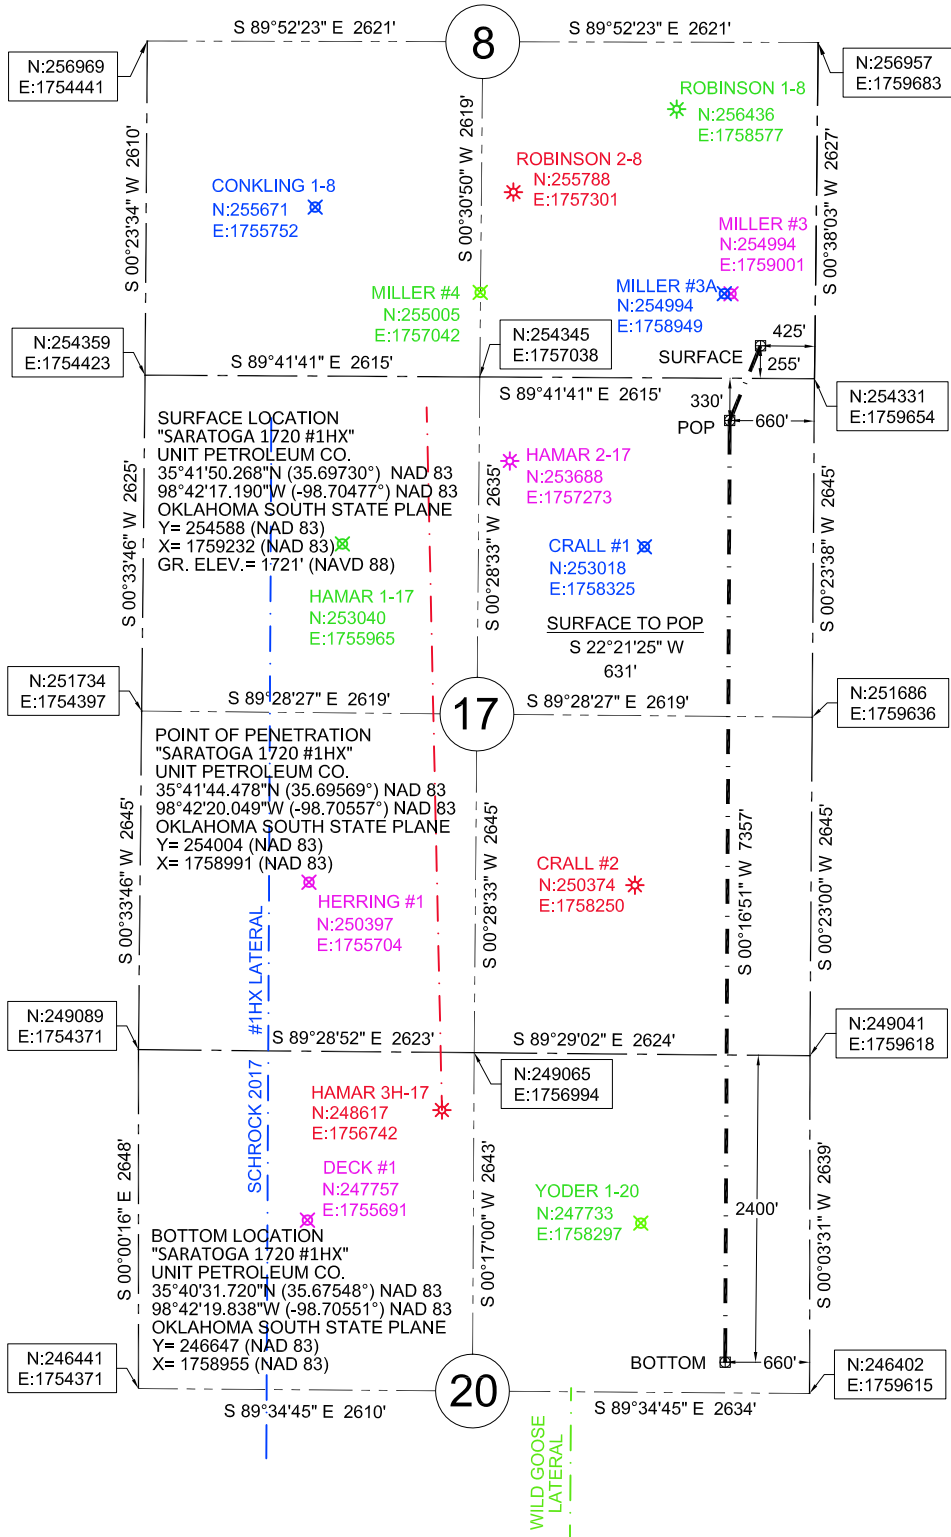 S 89°52'23" E 2621'
8
S 89°52'23" E 2621'
N:256969
E:1754441
N:256957
E:1759683
S 00°23'34" W 2610'
S 00°30'50" W 2619'
S 00°38'03" W 2627'
ROBINSON 1-8
N:256436
E:1758577
ROBINSON 2-8
N:255788
E:1757301
CONKLING 1-8
N:255671
E:1755752
MILLER #3
N:254994
E:1759001
MILLER #3A
N:254994
E:1758949
MILLER #4
N:255005
E:1757042
N:254359
E:1754423
N:254345
E:1757038
SURFACE
425'
255'
S 89°41'41" E 2615'
S 89°41'41" E 2615'
N:254331
E:1759654
330'
POP
660'
SURFACE LOCATION
"SARATOGA 1720 #1HX"
UNIT PETROLEUM CO.
35°41'50.268"N (35.69730°) NAD 83
98°42'17.190"W (-98.70477°) NAD 83
OKLAHOMA SOUTH STATE PLANE
Y= 254588 (NAD 83)
X= 1759232 (NAD 83)
GR. ELEV.= 1721' (NAVD 88)
S 00°33'46" W 2625'
S 00°28'33" W 2635'
S 00°23'38" W 2645'
HAMAR 2-17
N:253688
E:1757273
CRALL #1
N:253018
E:1758325
HAMAR 1-17
N:253040
E:1755965
SURFACE TO POP
S 22°21'25" W
631'
N:251734
E:1754397
S 89°28'27" E 2619'
17
S 89°28'27" E 2619'
N:251686
E:1759636
POINT OF PENETRATION
"SARATOGA 1720 #1HX"
UNIT PETROLEUM CO.
35°41'44.478"N (35.69569°) NAD 83
98°42'20.049"W (-98.70557°) NAD 83
OKLAHOMA SOUTH STATE PLANE
Y= 254004 (NAD 83)
X= 1758991 (NAD 83)
S 00°33'46" W 2645'
S 00°28'33" W 2645'
S 00°16'51" W 7357'
S 00°23'00" W 2645'
CRALL #2
N:250374
E:1758250
HERRING #1
N:250397
E:1755704
SCHROCK 2017 #1HX LATERAL
N:249089
E:1754371
S 89°28'52" E 2623'
S 89°29'02" E 2624'
N:249041
E:1759618
N:249065
E:1756994
HAMAR 3H-17
N:248617
E:1756742
DECK #1
N:247757
E:1755691
YODER 1-20
N:247733
E:1758297
2400'
S 00°00'16" E 2648'
S 00°17'00" W 2643'
S 00°03'31" W 2639'
BOTTOM LOCATION
"SARATOGA 1720 #1HX"
UNIT PETROLEUM CO.
35°40'31.720"N (35.67548°) NAD 83
98°42'19.838"W (-98.70551°) NAD 83
OKLAHOMA SOUTH STATE PLANE
Y= 246647 (NAD 83)
X= 1758955 (NAD 83)
N:246441
E:1754371
BOTTOM
660'
N:246402
E:1759615
S 89°34'45" E 2610'
20
S 89°34'45" E 2634'
WILD GOOSE
LATERAL